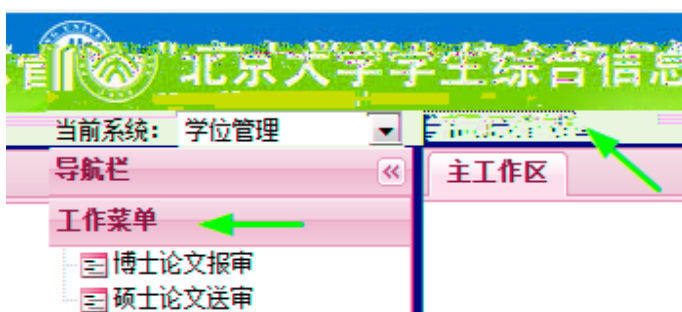 北京大学学生综合信息
当前系统： 学位管理
导航栏
主工作区
工作菜单
博士论文报审
硕士论文送审